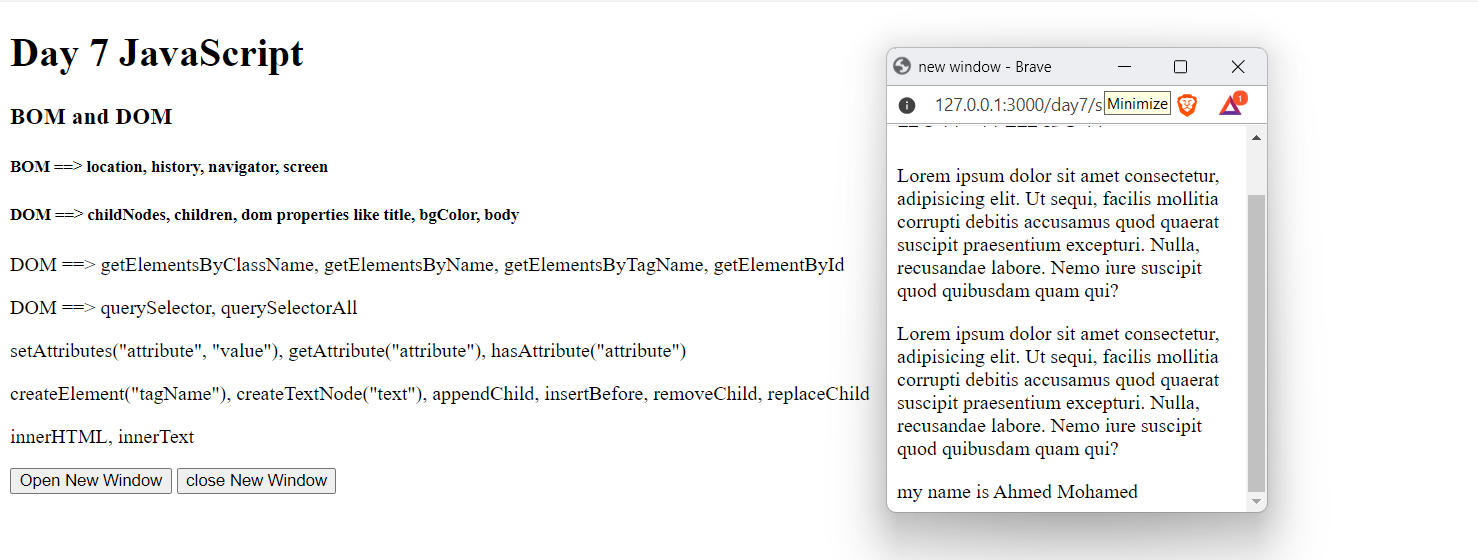 Day 7 JavaScript
BOM and DOM
BOM ==> location, history, navigator, screen
DOM ==> childNodes, children, dom properties like title, bgColor, body
DOM ==> getElementsByClassName, getElementsByName, getElementsByTagName, getElementById
DOM ==> querySelector, querySelectorAll
setAttributes("attribute", "value"), getAttribute("attribute"), hasAttribute("attribute")
createElement("tagName"), createTextNode("text"), appendChild, insertBefore, removeChild, replaceChild
innerHTML, innerText
Open New Window close New Window
new window - Brave
127.0.0.1:3000/day7/s Minimize 1
Lorem ipsum dolor sit amet consectetur,
adipisicing elit. Ut sequi, facilis mollitia
corrupti debitis accusamus quod quaerat
suscipit praesentium excepturi. Nulla,
recusandae labore. Nemo iure suscipit
quod quibusdam quam qui?
Lorem ipsum dolor sit amet consectetur,
adipisicing elit. Ut sequi, facilis mollitia
corrupti debitis accusamus quod quaerat
suscipit praesentium excepturi. Nulla,
recusandae labore. Nemo iure suscipit
quod quibusdam quam qui?
my name is Ahmed Mohamed